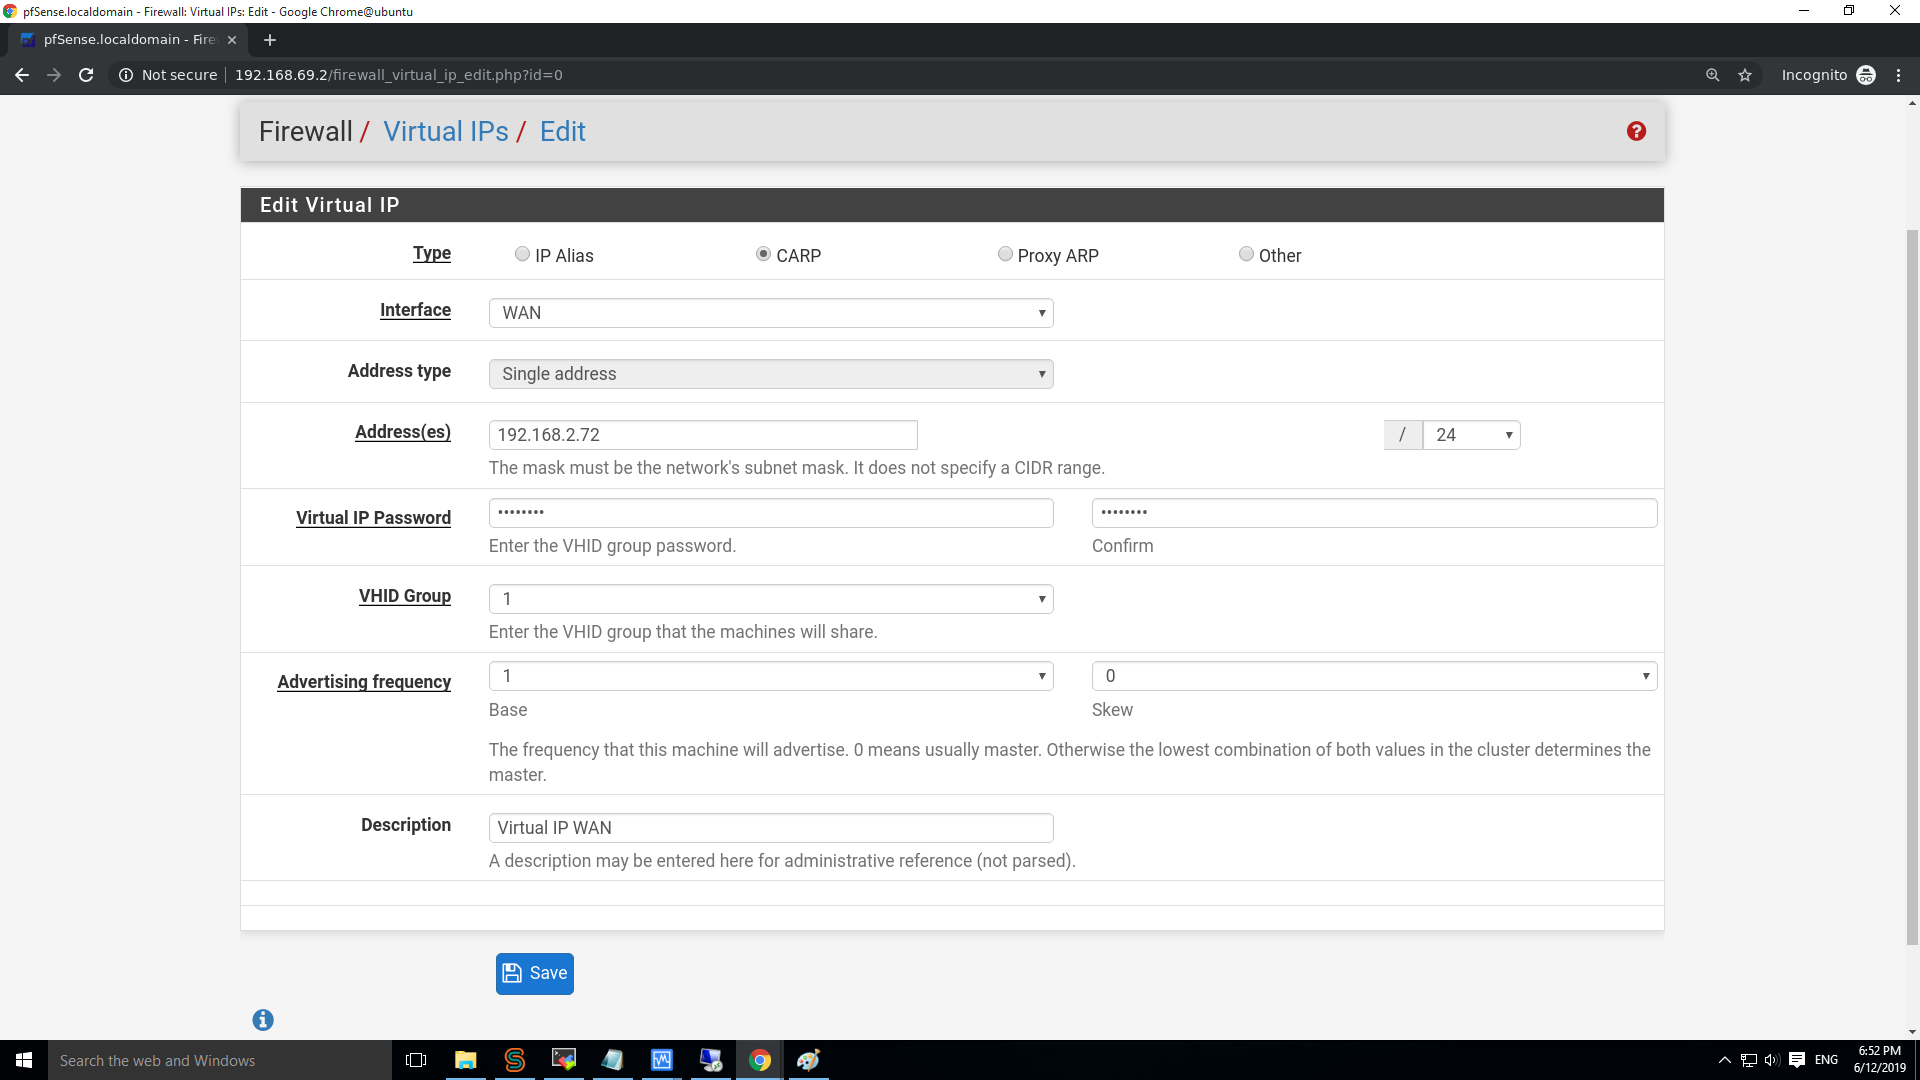 pfSense.localdomain - Firewall: Virtual IPs: Edit - Google Chrome@ubuntu
pfSense.localdomain - Fire
Not secure 192.168.69.2/firewall_virtual_ip_edit.php?id=0 Incognito
Firewall / Virtual IPs / Edit
Edit Virtual IP
Type IP Alias CARP Proxy ARP Other
Interface WAN
Address type Single address
Address(es) 192.168.2.72 / 24
The mask must be the network's subnet mask. It does not specify a CIDR range.
Virtual IP Password •••••••• ••••••••
Enter the VHID group password. Confirm
VHID Group 1
Enter the VHID group that the machines will share.
Advertising frequency 1 0
Base Skew
The frequency that this machine will advertise. 0 means usually master. Otherwise the lowest combination of both values in the cluster determines the
master.
Description Virtual IP WAN
A description may be entered here for administrative reference (not parsed).
Save
Search the web and Windows
ENG
6:52 PM
6/12/2019